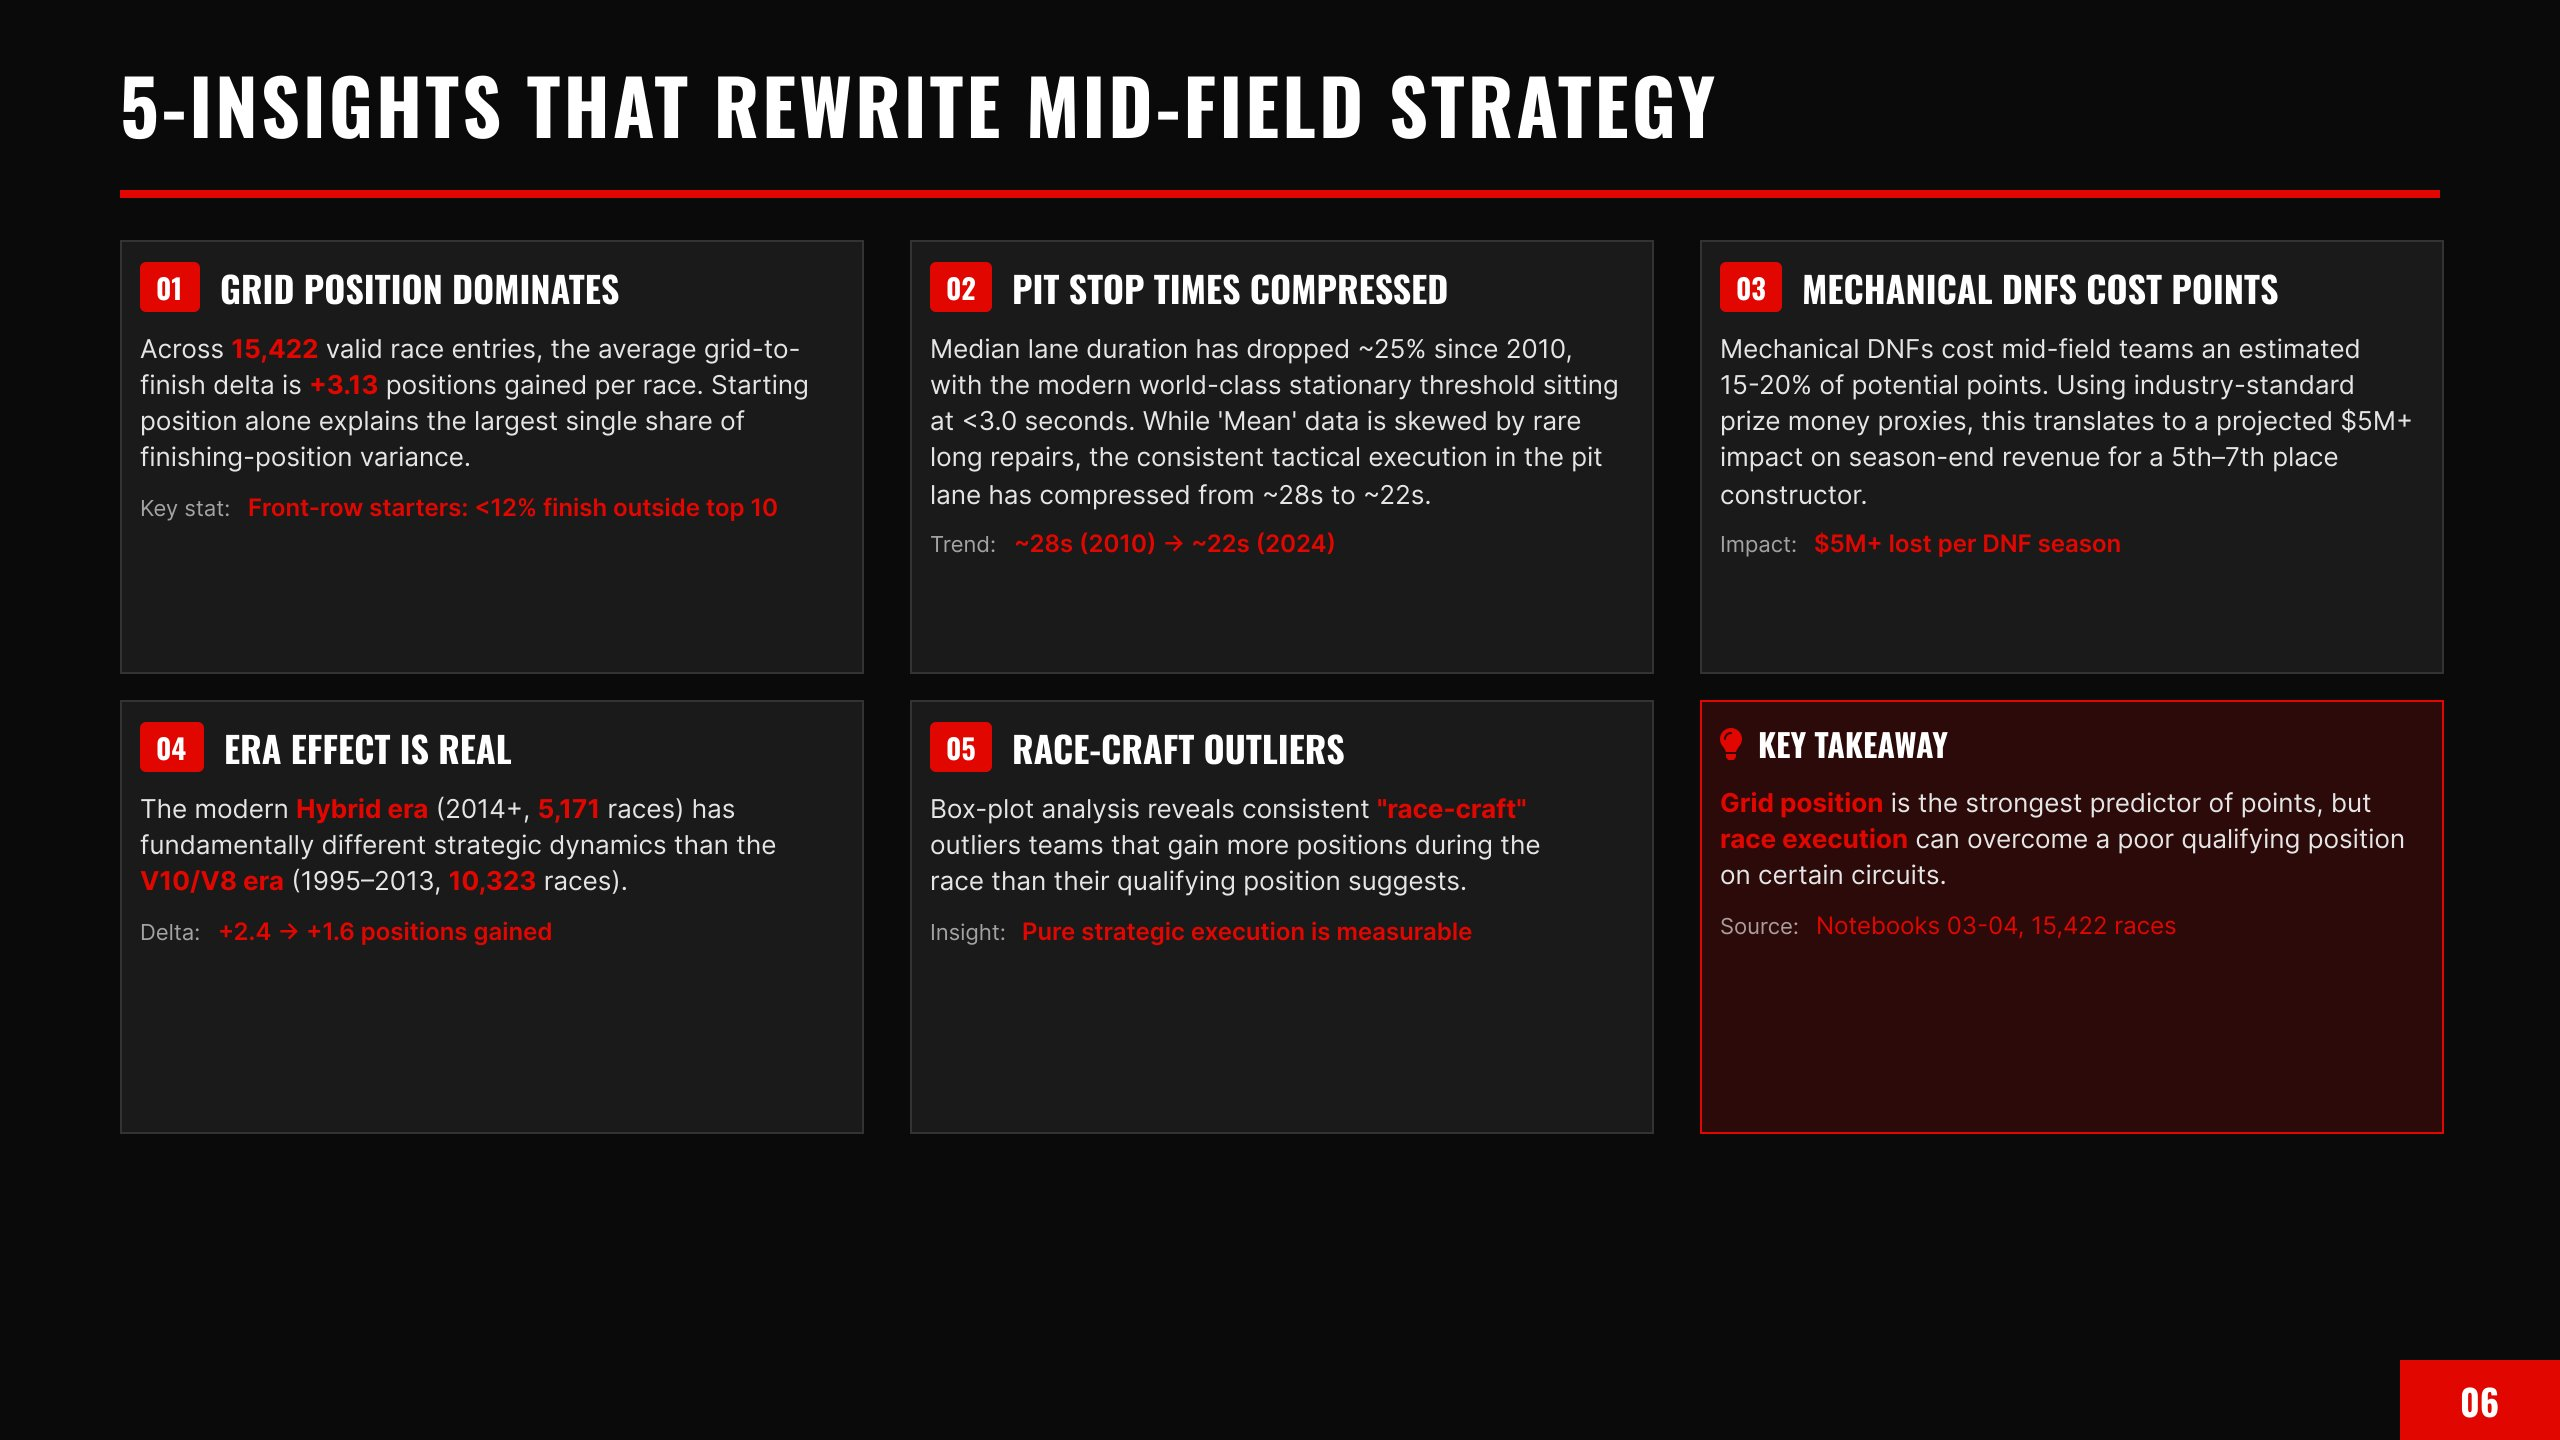 5-INSIGHTS THAT REWRITE MID-FIELD STRATEGY
01 GRID POSITION DOMINATES
Across 15,422 valid race entries, the average grid-to-
finish delta is +3.13 positions gained per race. Starting
position alone explains the largest single share of
finishing-position variance.
Key stat: Front-row starters: <12% finish outside top 10
02 PIT STOP TIMES COMPRESSED
Median lane duration has dropped ~25% since 2010,
with the modern world-class stationary threshold sitting
at <3.0 seconds. While 'Mean' data is skewed by rare
long repairs, the consistent tactical execution in the pit
lane has compressed from ~28s to ~22s.
Trend: ~28s (2010) → ~22s (2024)
03 MECHANICAL DNFS COST POINTS
Mechanical DNFs cost mid-field teams an estimated
15-20% of potential points. Using industry-standard
prize money proxies, this translates to a projected $5M+
impact on season-end revenue for a 5th–7th place
constructor.
Impact: $5M+ lost per DNF season
04 ERA EFFECT IS REAL
The modern Hybrid era (2014+, 5,171 races) has
fundamentally different strategic dynamics than the
V10/V8 era (1995–2013, 10,323 races).
Delta: +2.4 → +1.6 positions gained
05 RACE-CRAFT OUTLIERS
Box-plot analysis reveals consistent "race-craft"
outliers teams that gain more positions during the
race than their qualifying position suggests.
Insight: Pure strategic execution is measurable
KEY TAKEAWAY
Grid position is the strongest predictor of points, but
race execution can overcome a poor qualifying position
on certain circuits.
Source: Notebooks 03-04, 15,422 races
06